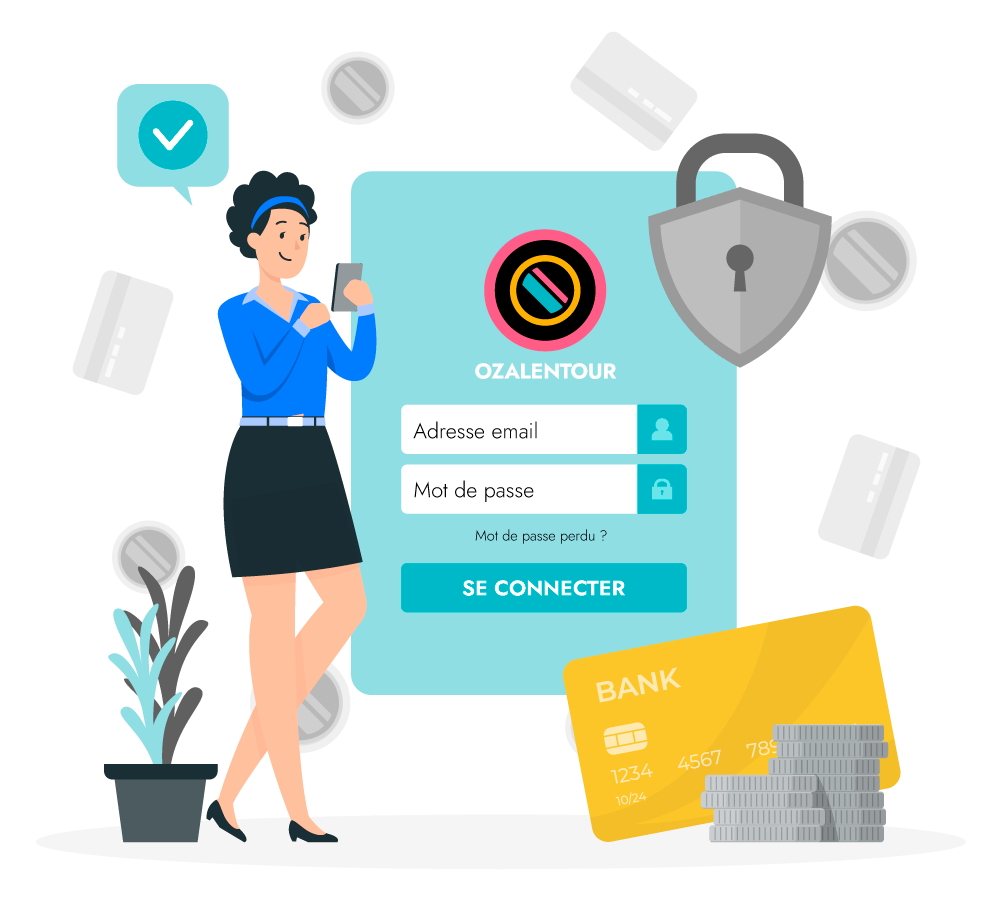 OZALENTOUR
Adresse email
Mot de passe
Mot de passe perdu ?
SE CONNECTER
BANK
1234 4567 789
10/24